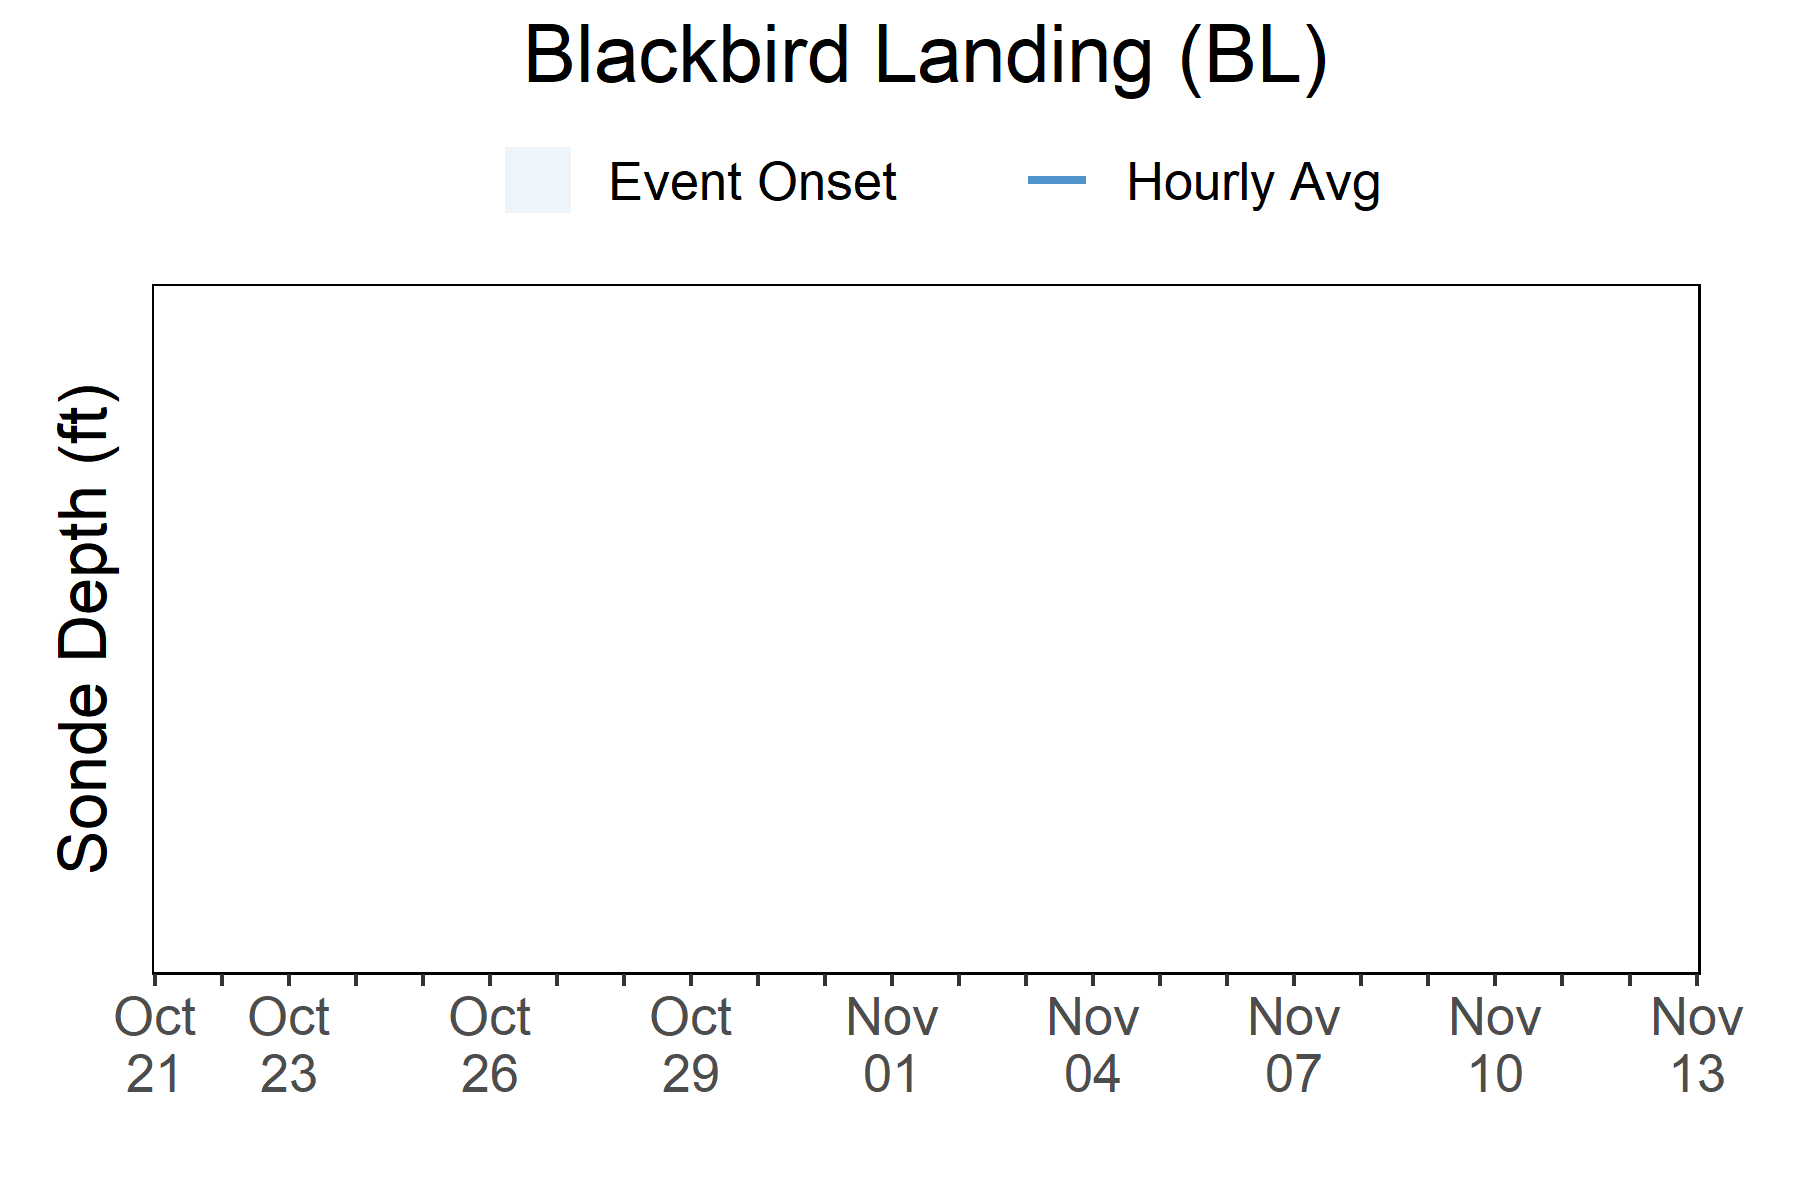 Blackbird Landing (BL)
Event Onset Hourly Avg
Sonde Depth (ft)
Oct Oct Oct Oct Nov Nov Nov Nov Nov
21 23 26 29 01 04 07 10 13